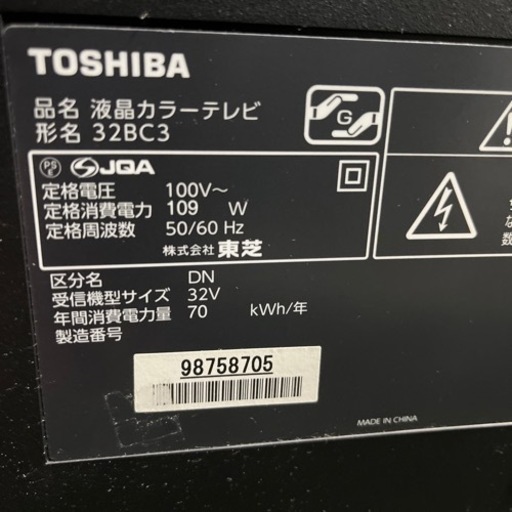 TOSHIBA
品名 液晶カラーテレビ
形名 32BC3
G
PS
E
JQA
定格電圧 100V～
定格消費電力 109 W
定格周波数 50/60 Hz
株式会社 東芝
区分名 DN
受信機型サイズ 32V
年間消費電力量 70 kWh/年
製造番号
98758705
MADE IN CHINA